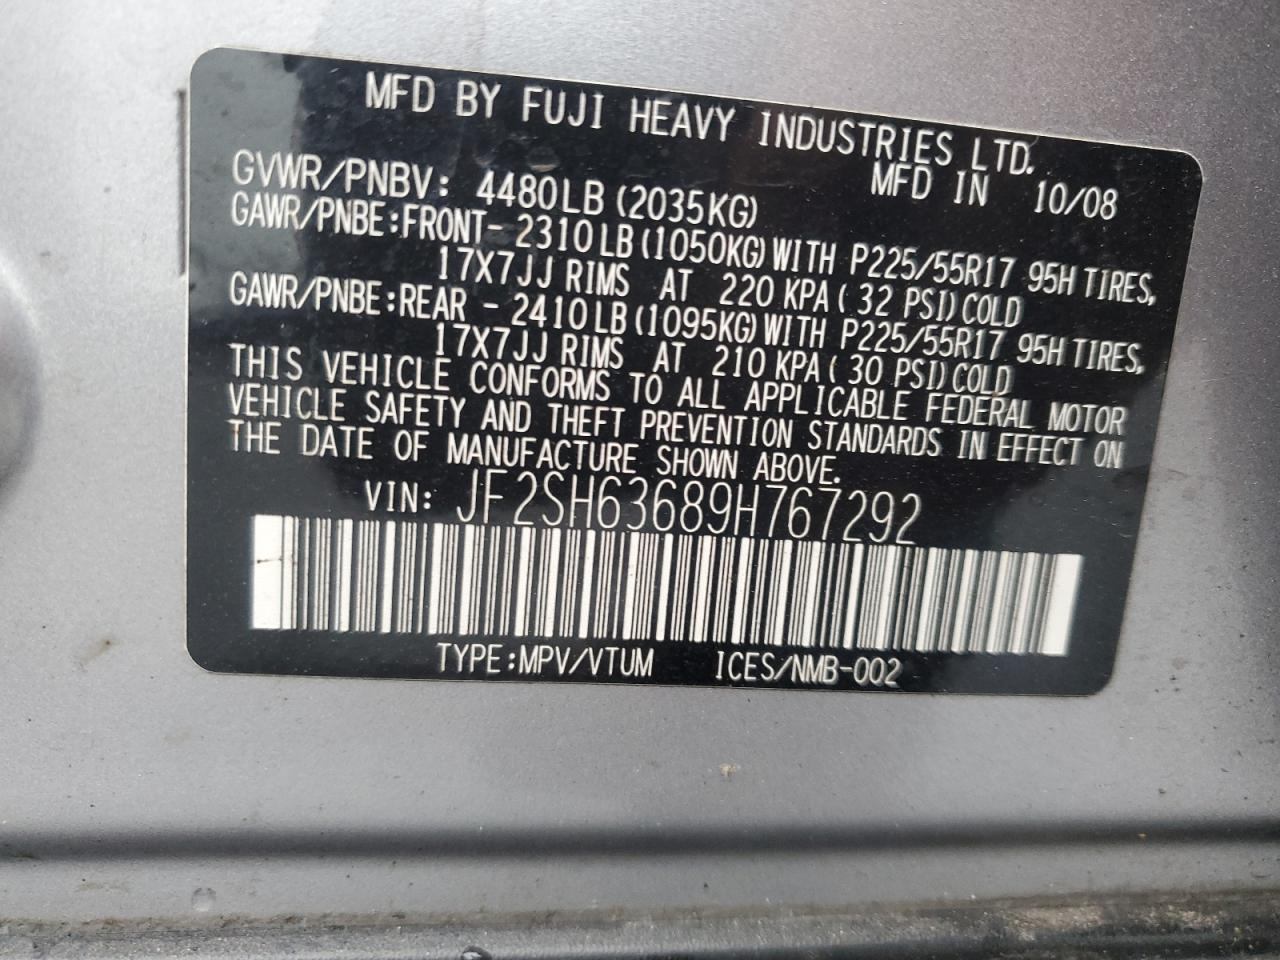 MFD BY FUJI HEAVY INDUSTRIES LTD.
MFD IN 10/08
GVWR/PNBV: 4480LB (2035KG)
GAWR/PNBE:FRONT- 2310LB (1050KG) WITH P225/55R17 95H TIRES,
17X7JJ RIMS AT 220 KPA ( 32 PSI) COLD
GAWR/PNBE:REAR - 2410LB (1095KG) WITH P225/55R17 95H TIRES,
17X7JJ RIMS AT 210 KPA ( 30 PSI) COLD
THIS VEHICLE CONFORMS TO ALL APPLICABLE FEDERAL MOTOR
VEHICLE SAFETY AND THEFT PREVENTION STANDARDS IN EFFECT ON
THE DATE OF MANUFACTURE SHOWN ABOVE.
VIN: JF2SH63689H767292
TYPE:MPV/VTUM ICES/NMB-002